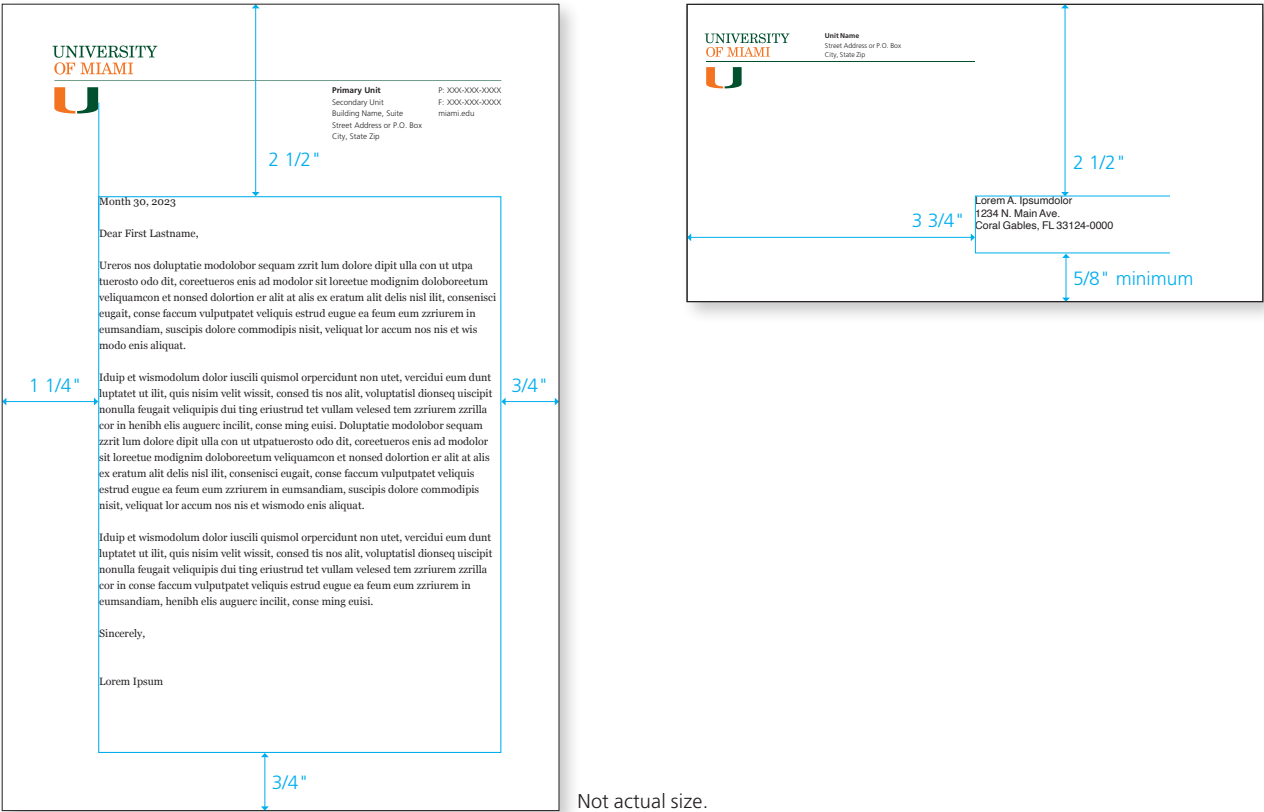 UNIVERSITY
OF MIAMI
Primary Unit
Secondary Unit
Building Name, Suite
Street Address or P.O. Box
City, State Zip
P: XXX-XXX-XXXX
F: XXX-XXX-XXXX
miami.edu
2 1/2"
Month 30, 2023
Dear First Lastname,
Ureros nos doluptatie modolobor sequam zzrit lum dolore dipit ulla con ut utpa
tuerosto odo dit, coreetueros enis ad modolor sit loreetue modignim doloboreetum
veliquamcon et nonsed dolortion er alit at alis ex eratum alit delis nisl ilit, consenisci
eugait, conse faccum vulputpatet veliquis estrud eugue ea feum eum zzriurem in
eumsandiam, suscipis dolore commodipis nisit, veliquat lor accum nos nis et wis
modo enis aliquat.
1 1/4"
3/4"
Iduip et wismodolum dolor iuscili quismol orpercidunt non utet, vercidui eum dunt
luptatet ut ilit, quis nisim velit wissit, consed tis nos alit, voluptatisl dionseq uiscipit
nonulla feugait veliquipis dui ting eriustrud tet vullam velesed tem zzriurem zzrilla
cor in henibh elis auguerc incilit, conse ming euisi. Doluptatie modolobor sequam
zzrit lum dolore dipit ulla con ut utpatuerosto odo dit, coreetueros enis ad modolor
sit loreetue modignim doloboreetum veliquamcon et nonsed dolortion er alit at alis
ex eratum alit delis nisl ilit, consenisci eugait, conse faccum vulputpatet veliquis
estrud eugue ea feum eum zzriurem in eumsandiam, suscipis dolore commodipis
nisit, veliquat lor accum nos nis et wismodo enis aliquat.
Iduip et wismodolum dolor iuscili quismol orpercidunt non utet, vercidui eum dunt
luptatet ut ilit, quis nisim velit wissit, consed tis nos alit, voluptatisl dionseq uiscipit
nonulla feugait veliquipis dui ting eriustrud tet vullam velesed tem zzriurem zzrilla
cor in conse faccum vulputpatet veliquis estrud eugue ea feum eum zzriurem in
eumsandiam, henibh elis auguerc incilit, conse ming euisi.
Sincerely,
Lorem Ipsum
3/4"
UNIVERSITY
OF MIAMI
Unit Name
Street Address or P.O. Box
City, State Zip
2 1/2"
3 3/4"
Lorem A. Ipsumdolor
1234 N. Main Ave.
Coral Gables, FL 33124-0000
5/8" minimum
Not actual size.